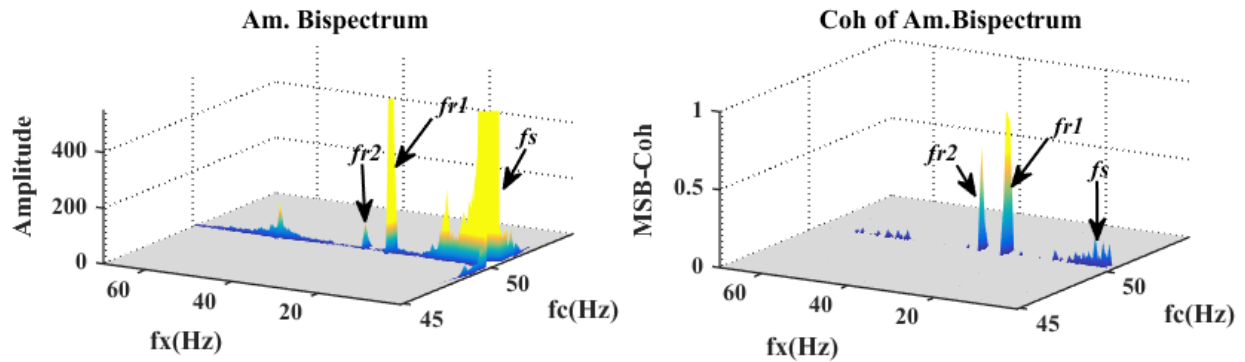 Am. Bispectrum
Amplitude
400
200
0
fr2
fr1
fs
60
40
20
45
50
fx(Hz)
fc(Hz)
Coh of Am.Bispectrum
MSB-Coh
1
0.5
0
fr2
fr1
fs
60
40
20
45
50
fx(Hz)
fc(Hz)